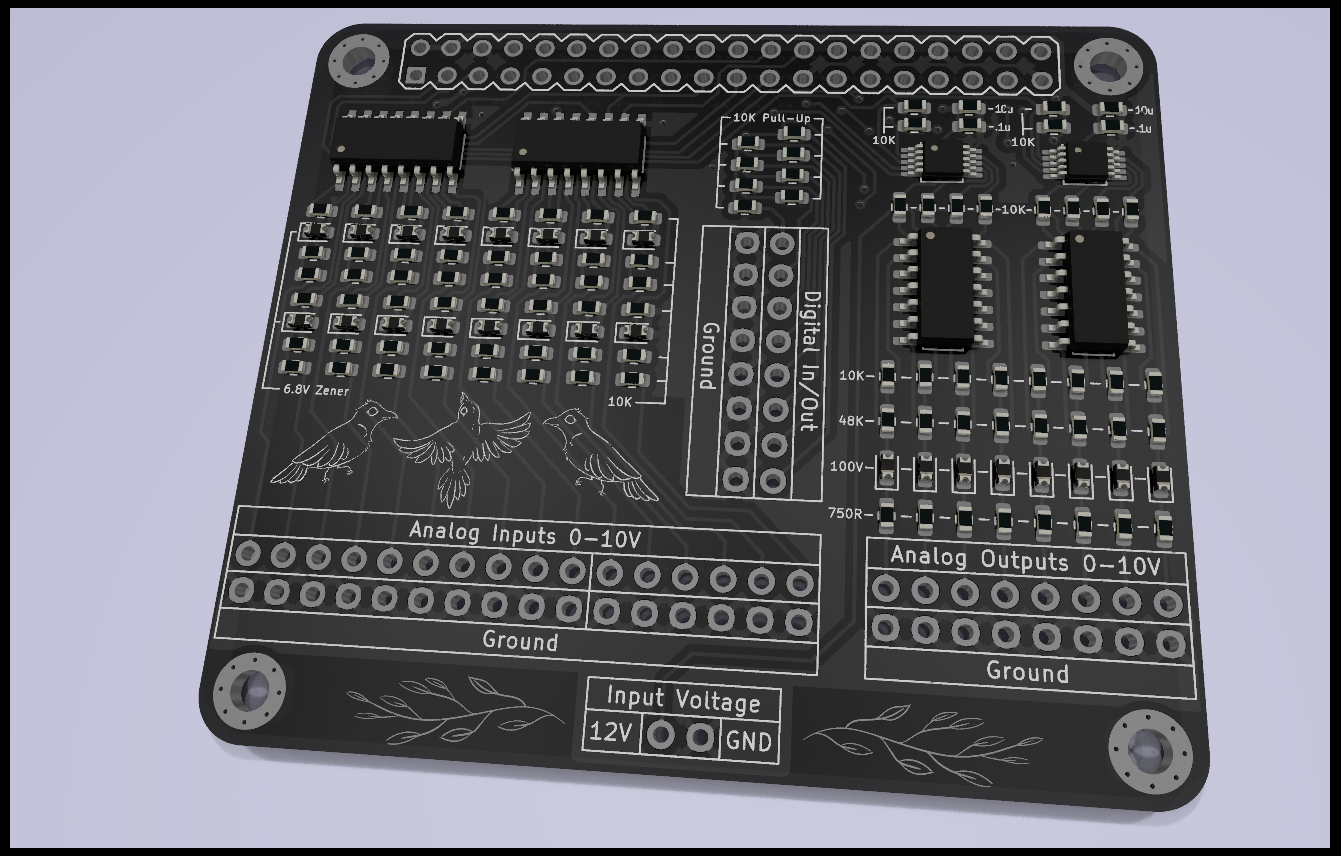 10K Pull-Up
10u
10u
.1u
.1u
10K
10K
10K
Ground
Digital In/Out
10K
6.8V Zener
10K
48K
100V
750R
Analog Inputs 0-10V
Analog Outputs 0-10V
Ground
Ground
Input Voltage
12V
GND